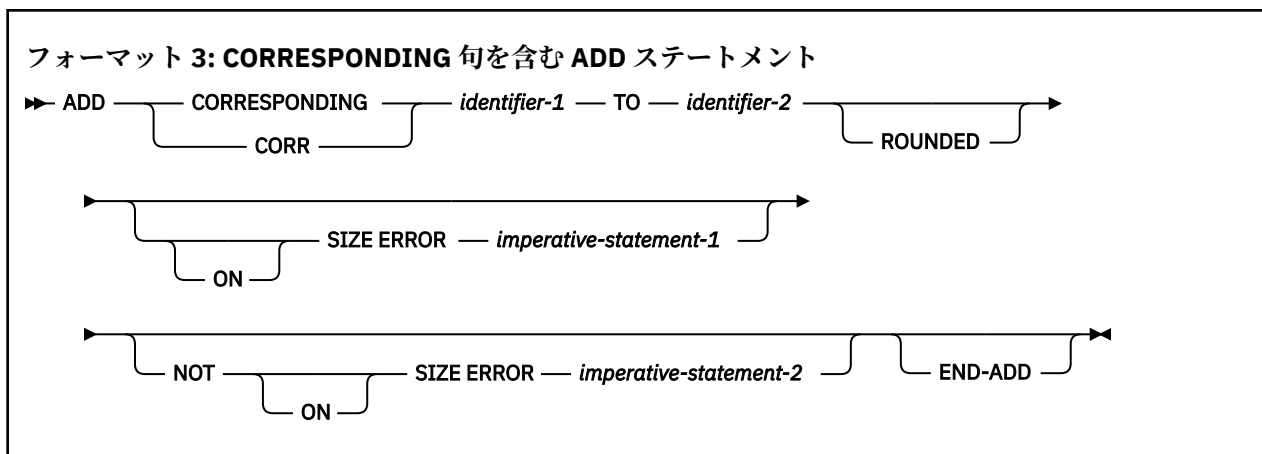 フォーマット 3: CORRESPONDING 句を含む ADD ステートメント
ADD CORRESPONDING identifier-1 TO identifier-2
CORR ROUNDED
SIZE ERROR imperative-statement-1
ON
NOT SIZE ERROR imperative-statement-2 END-ADD
ON